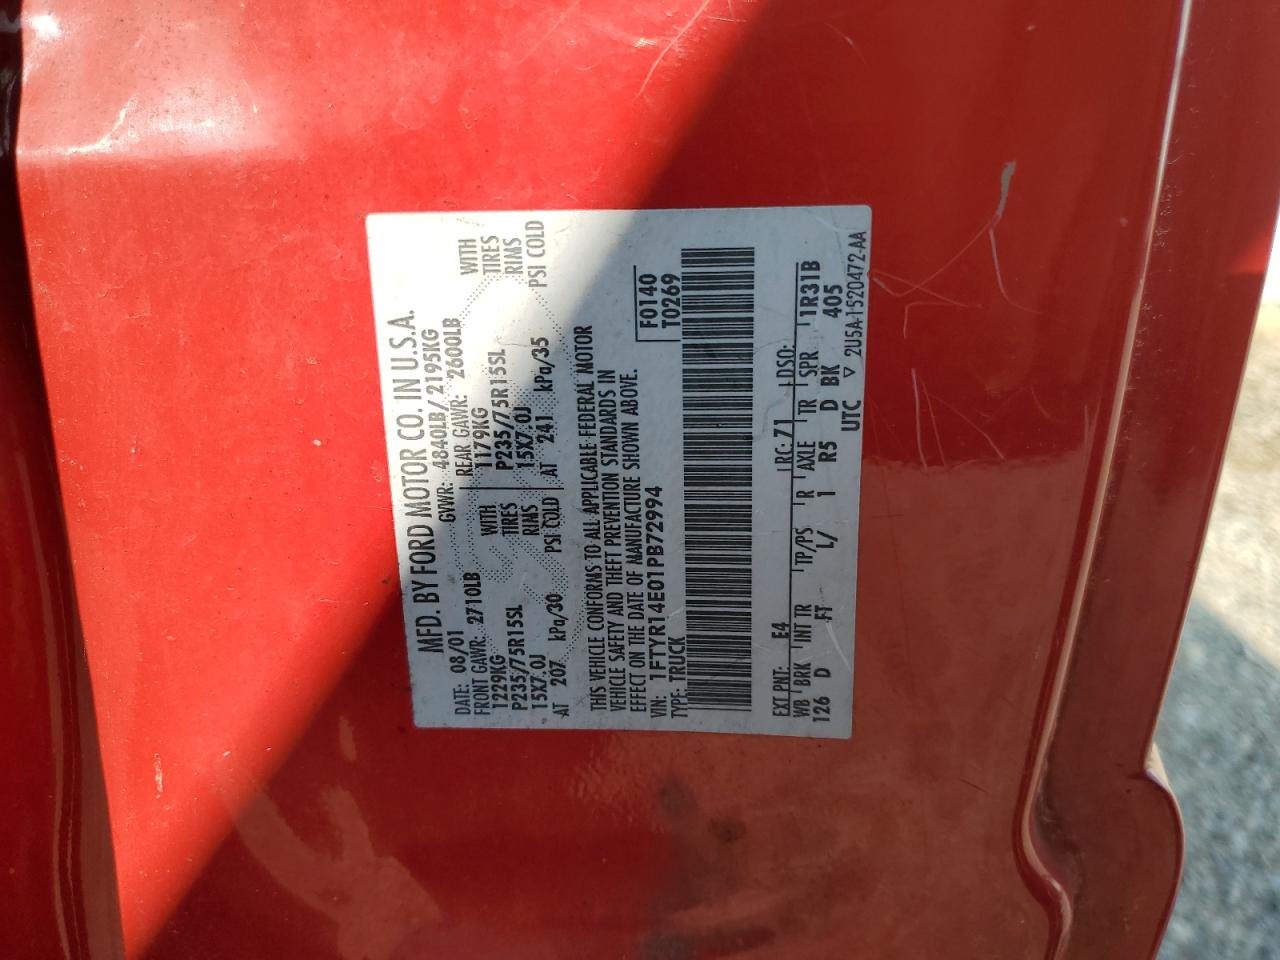 MFD. BY FORD MOTOR CO. IN U.S.A.
DATE: 08/01 GVWR: 4840LB/ 2195KG
FRONT GAWR: 2710LB REAR GAWR: 2600LB
1229KG WITH 1179KG WITH
P235/75R15SL TIRES P235/75R15SL TIRES
15X7.0J RIMS 15X7.0J RIMS
AT 207 kPa/30 PSI COLD AT 241 kPa/35 PSI COLD
THIS VEHICLE CONFORMS TO ALL APPLICABLE FEDERAL MOTOR
VEHICLE SAFETY AND THEFT PREVENTION STANDARDS IN
EFFECT ON THE DATE OF MANUFACTURE SHOWN ABOVE.
VIN: 1FTYR14E01PB72994 F0140
TYPE: TRUCK T0269
EXT PNT: E4 RC: 71 DSO:
WB BRK INT TR TP/PS R AXLE TR SPR 1R31B
126 D FT L/ 1 R5 D BK 405
UTC ▽ 2U5A-1520472-AA